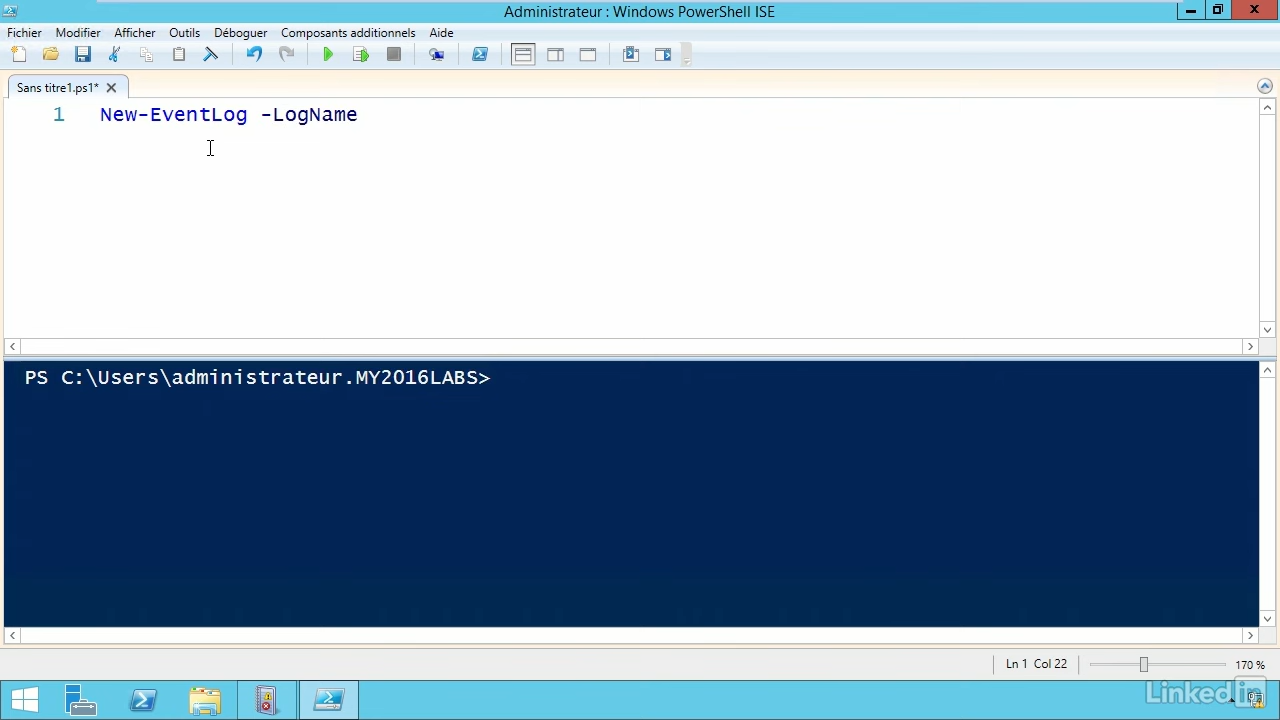 Administrateur : Windows PowerShell ISE
Fichier Modifier Afficher Outils Déboguer Composants additionnels Aide
Sans titre1.ps1*
1 New-EventLog -LogName
PS C:\Users\administrateur.MY2016LABS>
Ln 1 Col 22 170 %
Linked in